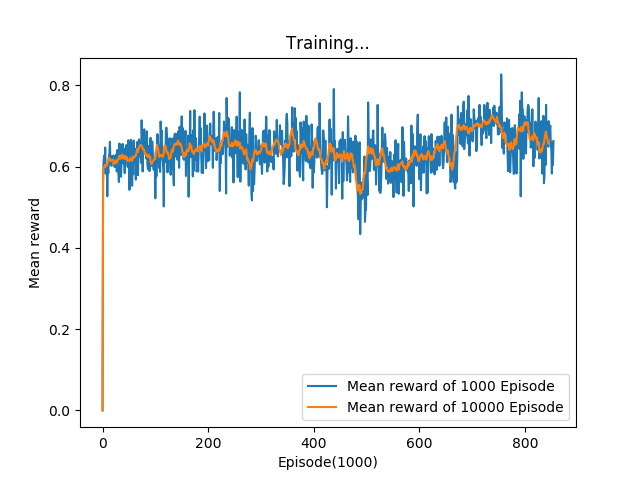 Training...
Mean reward
0.8
0.6
0.4
0.2
0.0
0 200 400 600 800
Episode(1000)
Mean reward of 1000 Episode
Mean reward of 10000 Episode